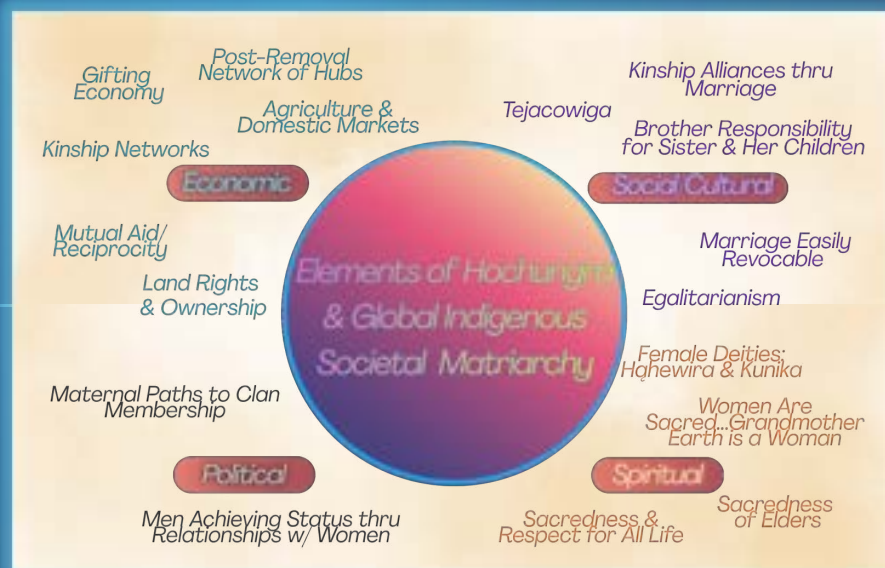 Gifting
Economy
Post-Removal
Network of Hubs
Agriculture &
Domestic Markets
Kinship Networks
Economic
Mutual Aid/
Reciprocity
Land Rights
& Ownership
Tejacowiga
Kinship Alliances thru
Marriage
Brother Responsibility
for Sister & Her Children
Social/Cultural
Marriage Easily
Revocable
Egalitarianism
Elements of
& Global Indigenous
Societal Matriarchy
Maternal Paths to Clan
Membership
Political
Men Achieving Status thru
Relationships w/ Women
Female Deities;
Hąhewira & Kunika
Women Are
Sacred...Grandmother
Earth is a Woman
Spiritual
Sacredness &
Respect for All Life
Sacredness
of Elders